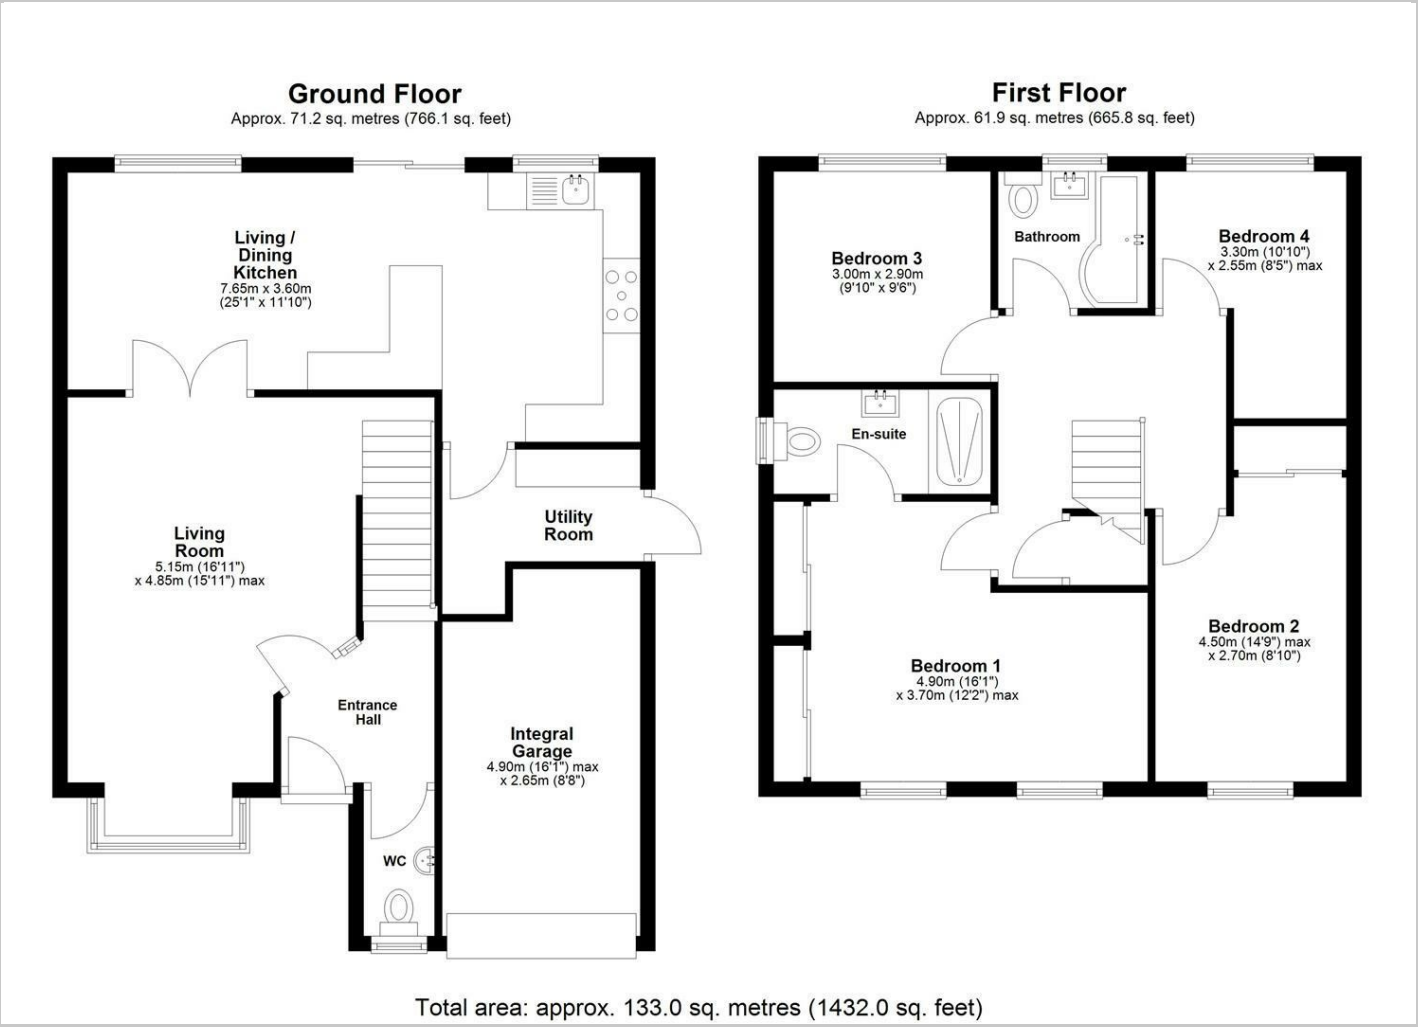 Ground Floor
Approx. 71.2 sq. metres (766.1 sq. feet)
Living /
Dining
Kitchen
7.65m x 3.60m
(25'1" x 11'10")
Living
Room
5.15m (16'11")
x 4.85m (15'11") max
Utility
Room
Entrance
Hall
Integral
Garage
4.90m (16'1") max
x 2.65m (8'8")
WC
First Floor
Approx. 61.9 sq. metres (665.8 sq. feet)
Bedroom 3
3.00m x 2.90m
(9'10" x 9'6")
Bathroom
Bedroom 4
3.30m (10'10")
x 2.55m (8'5") max
En-suite
Bedroom 1
4.90m (16'1")
x 3.70m (12'2") max
Bedroom 2
4.50m (14'9") max
x 2.70m (8'10")
Total area: approx. 133.0 sq. metres (1432.0 sq. feet)